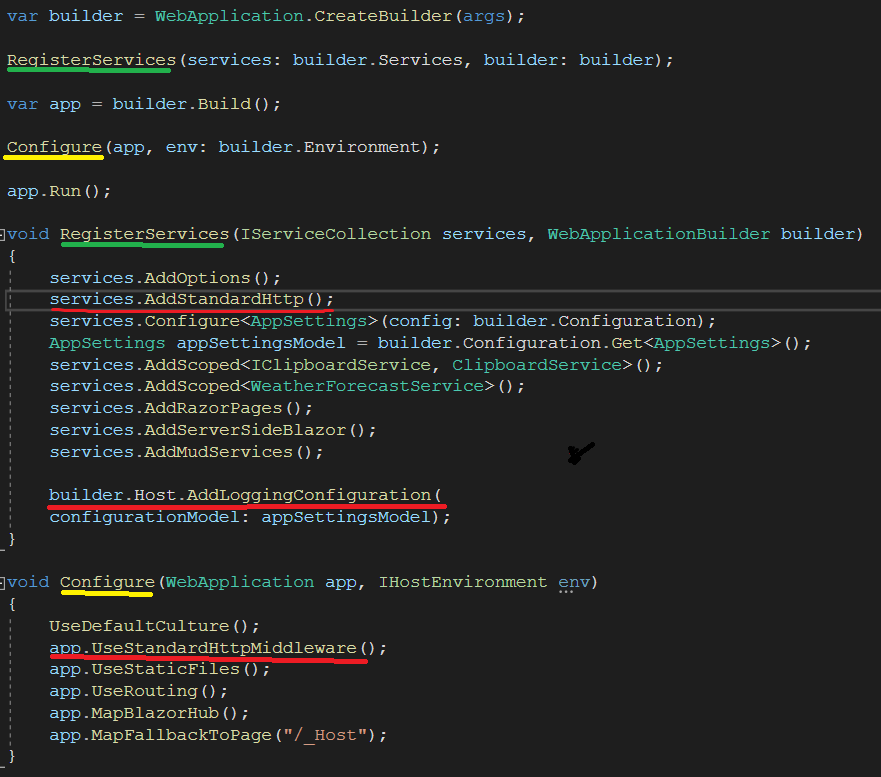 var builder = WebApplication.CreateBuilder(args);
RegisterServices(services: builder.Services, builder: builder);
var app = builder.Build();
Configure(app, env: builder.Environment);
app.Run();
void RegisterServices(IServiceCollection services, WebApplicationBuilder builder)
{
services.AddOptions();
services.AddStandardHttp();
services.Configure<AppSettings>(config: builder.Configuration);
AppSettings appSettingsModel = builder.Configuration.Get<AppSettings>();
services.AddScoped<IClipboardService, ClipboardService>();
services.AddScoped<WeatherForecastService>();
services.AddRazorPages();
services.AddServerSideBlazor();
services.AddMudServices();
builder.Host.AddLoggingConfiguration(
configurationModel: appSettingsModel);
}
void Configure(WebApplication app, IHostEnvironment env)
{
UseDefaultCulture();
app.UseStandardHttpMiddleware();
app.UseStaticFiles();
app.UseRouting();
app.MapBlazorHub();
app.MapFallbackToPage("/_Host");
}